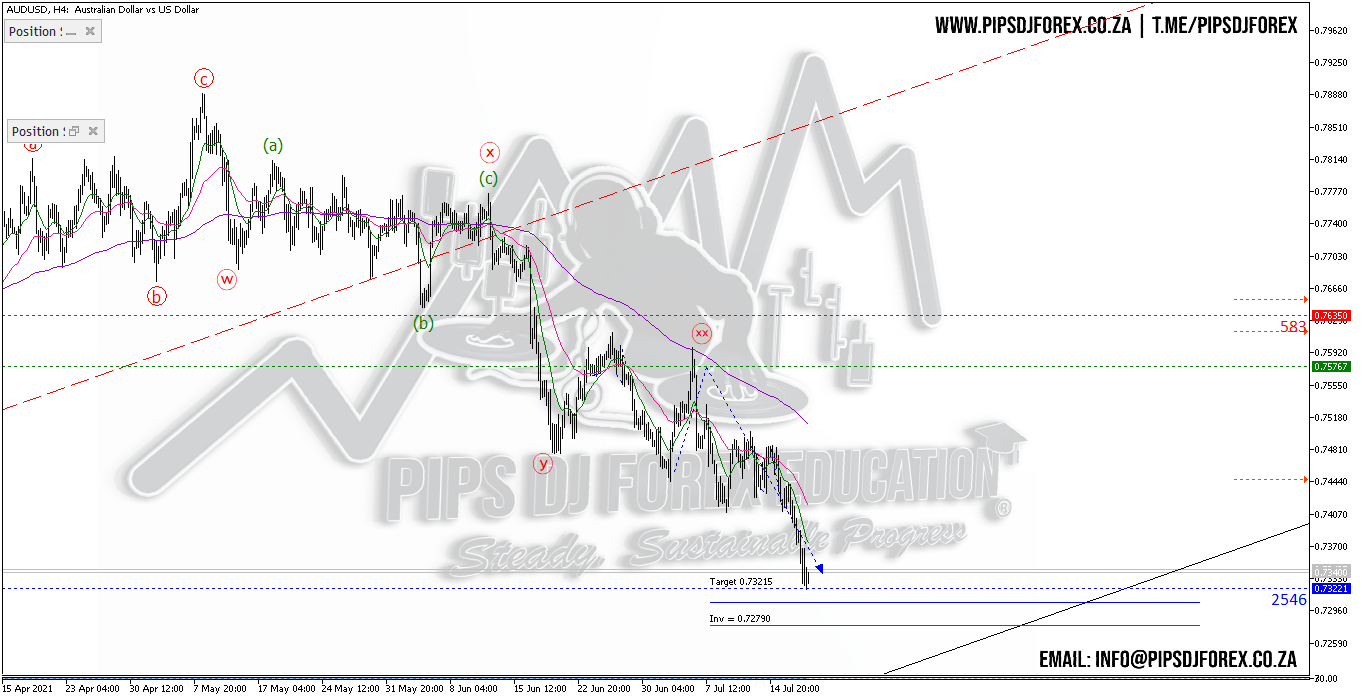 AUDUSD, H4: Australian Dollar vs US Dollar
WWW.PIPSDJFOREX.CO.ZA | T.ME/PIPSDJFOREX
Position
Position
0.79620
0.79250
0.78880
0.78510
0.78140
0.77770
0.77400
0.77030
0.76660
0.76350
0.75920
0.75767
0.75550
0.75180
0.74810
0.74440
0.74070
0.73700
0.73400
0.73221
0.72960
0.72590
a
c
b
w
(a)
(b)
x
(c)
y
xx
583
2546
PIPS DJ FOREX EDUCATION ®
Steady, Sustainable Progress
Target 0.73215
Inv = 0.72790
EMAIL: INFO@PIPSDJFOREX.CO.ZA
15 Apr 2021
23 Apr 04:00
30 Apr 12:00
7 May 20:00
17 May 04:00
24 May 12:00
31 May 20:00
8 Jun 04:00
15 Jun 12:00
22 Jun 20:00
30 Jun 04:00
7 Jul 12:00
14 Jul 20:00